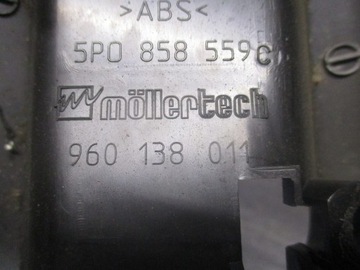 >ABS<
5P0 858 559C
möllertech
960 138 011